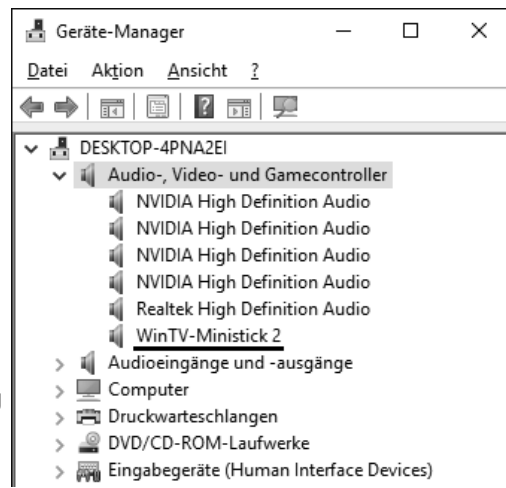 Geräte-Manager
Datei Aktion Ansicht ?
DESKTOP-4PNA2EI
Audio-, Video- und Gamecontroller
NVIDIA High Definition Audio
NVIDIA High Definition Audio
NVIDIA High Definition Audio
NVIDIA High Definition Audio
Realtek High Definition Audio
WinTV-Ministick 2
Audioeingänge und -ausgänge
Computer
Druckwarteschlangen
DVD/CD-ROM-Laufwerke
Eingabegeräte (Human Interface Devices)